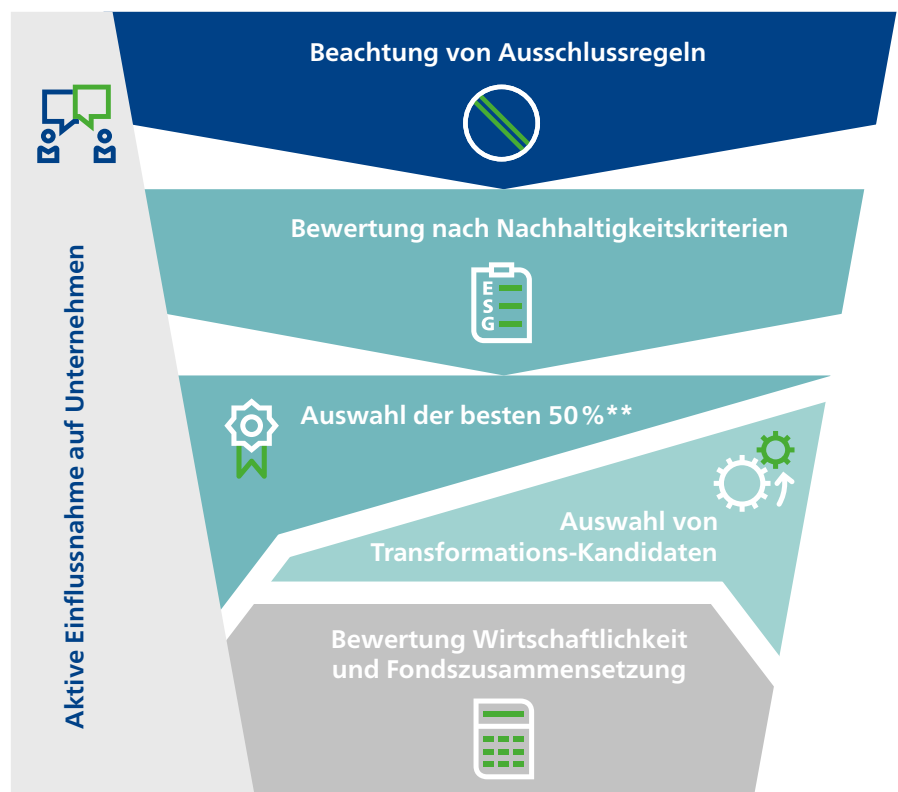 Beachtung von Ausschlussregeln
Bewertung nach Nachhaltigkeitskriterien
E
S
G
Auswahl der besten 50 %**
Auswahl von
Transformations-Kandidaten
Bewertung Wirtschaftlichkeit
und Fondszusammensetzung
Aktive Einflussnahme auf Unternehmen